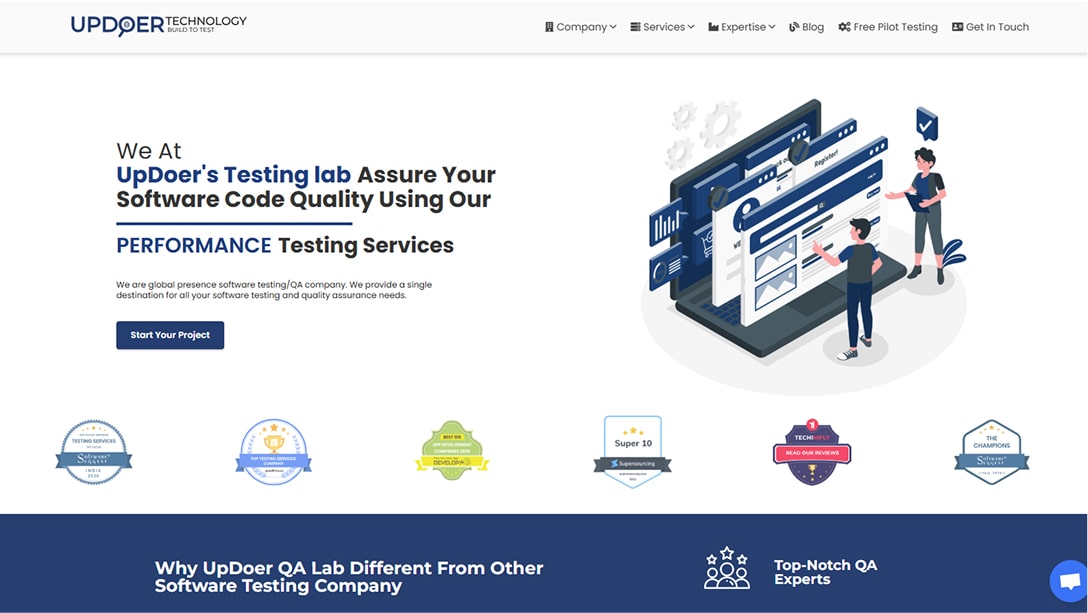 UPDOER TECHNOLOGY
BUILD TO TEST
Company
Services
Expertise
Blog
Free Pilot Testing
Get In Touch
We At
UpDoer's Testing lab Assure Your
Software Code Quality Using Our
PERFORMANCE Testing Services
We are global presence software testing/QA company. We provide a single
destination for all your software testing and quality assurance needs.
Start Your Project
Register!
TESTING SERVICES
Software
Suggest
INDIA
TOP TESTING SERVICES
COMPANY
BEST 100
APP DEVELOPMENT
COMPANIES 2020
Super 10
Supersourcing
TECHIMPLY
READ OUR REVIEWS
THE
CHAMPIONS
Software
Suggest
Why UpDoer QA Lab Different From Other
Software Testing Company
Top-Notch QA
Experts